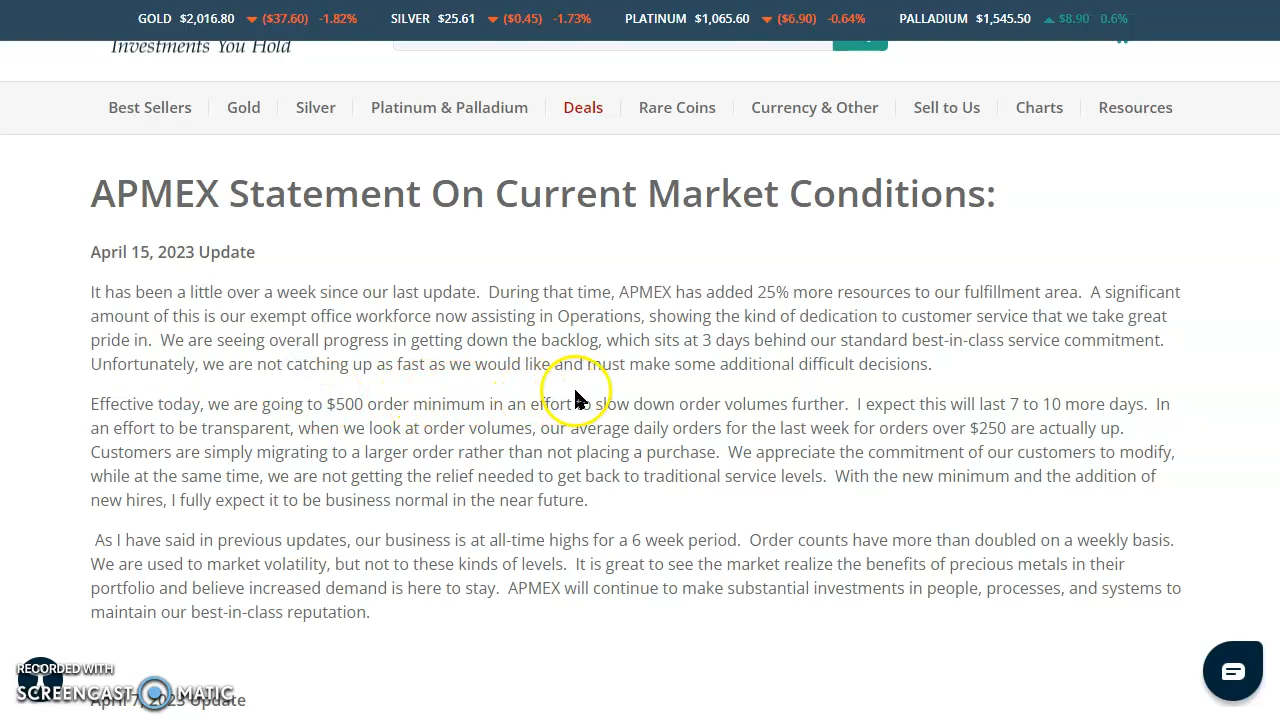 GOLD $2,016.80 ($37.60) -1.82% SILVER $25.61 ($0.45) -1.73% PLATINUM $1,065.60 ($6.90) -0.64% PALLADIUM $1,545.50 $8.90 0.6%
Investments You Hold
Best Sellers Gold Silver Platinum & Palladium Deals Rare Coins Currency & Other Sell to Us Charts Resources
APMEX Statement On Current Market Conditions:
April 15, 2023 Update
It has been a little over a week since our last update. During that time, APMEX has added 25% more resources to our fulfillment area. A significant
amount of this is our exempt office workforce now assisting in Operations, showing the kind of dedication to customer service that we take great
pride in. We are seeing overall progress in getting down the backlog, which sits at 3 days behind our standard best-in-class service commitment.
Unfortunately, we are not catching up as fast as we would like and must make some additional difficult decisions.
Effective today, we are going to $500 order minimum in an effort to slow down order volumes further. I expect this will last 7 to 10 more days. In
an effort to be transparent, when we look at order volumes, our average daily orders for the last week for orders over $250 are actually up.
Customers are simply migrating to a larger order rather than not placing a purchase. We appreciate the commitment of our customers to modify,
while at the same time, we are not getting the relief needed to get back to traditional service levels. With the new minimum and the addition of
new hires, I fully expect it to be business normal in the near future.
As I have said in previous updates, our business is at all-time highs for a 6 week period. Order counts have more than doubled on a weekly basis.
We are used to market volatility, but not to these kinds of levels. It is great to see the market realize the benefits of precious metals in their
portfolio and believe increased demand is here to stay. APMEX will continue to make substantial investments in people, processes, and systems to
maintain our best-in-class reputation.
RECORDED WITH
SCREENCAST MATIC
April 7, 2023 Update